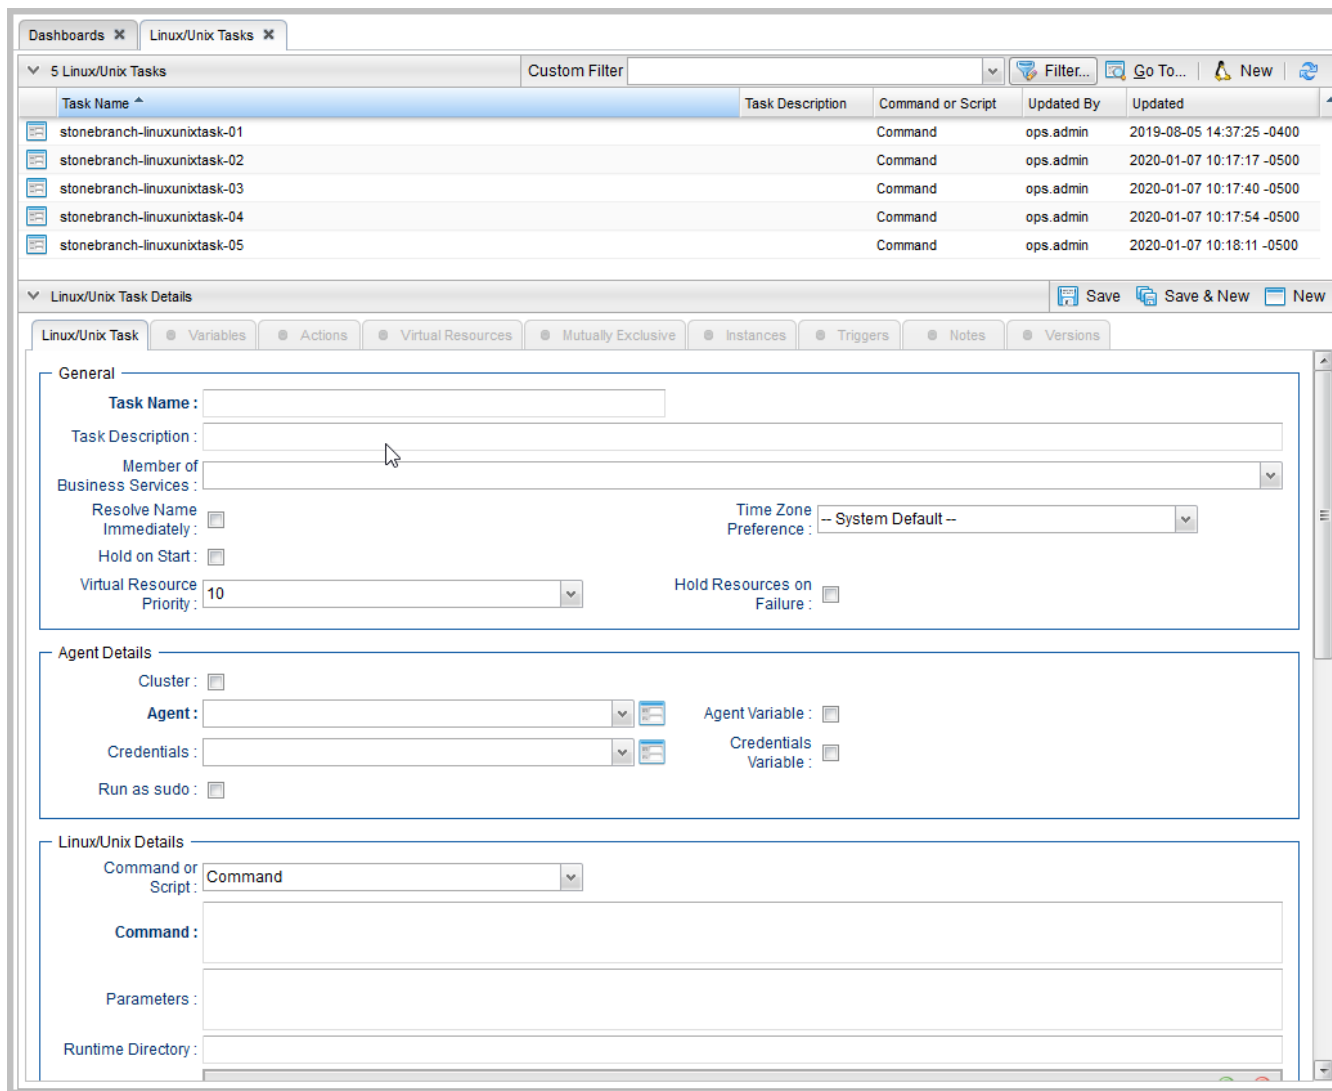 Dashboards Linux/Unix Tasks
5 Linux/Unix Tasks Custom Filter Filter... Go To... New
Task Name Task Description Command or Script Updated By Updated
stonebranch-linuxunixtask-01 Command ops.admin 2019-08-05 14:37:25 -0400
stonebranch-linuxunixtask-02 Command ops.admin 2020-01-07 10:17:17 -0500
stonebranch-linuxunixtask-03 Command ops.admin 2020-01-07 10:17:40 -0500
stonebranch-linuxunixtask-04 Command ops.admin 2020-01-07 10:17:54 -0500
stonebranch-linuxunixtask-05 Command ops.admin 2020-01-07 10:18:11 -0500
Linux/Unix Task Details Save Save & New New
Linux/Unix Task Variables Actions Virtual Resources Mutually Exclusive Instances Triggers Notes Versions
General
Task Name :
Task Description :
Member of
Business Services :
Resolve Name
Immediately :
Time Zone
Preference :
-- System Default --
Hold on Start :
Virtual Resource
Priority :
10
Hold Resources on
Failure :
Agent Details
Cluster :
Agent :
Agent Variable :
Credentials :
Credentials
Variable :
Run as sudo :
Linux/Unix Details
Command or
Script :
Command
Command :
Parameters :
Runtime Directory :